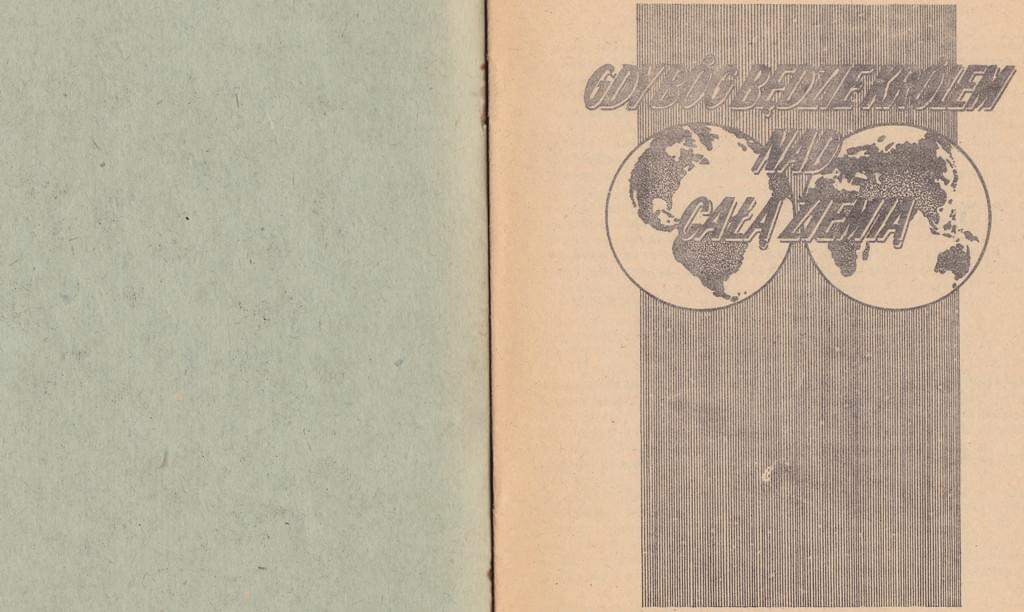 GDY BÓG BĘDZIE KRÓLEM
NAD
CAŁĄ ZIEMIĄ